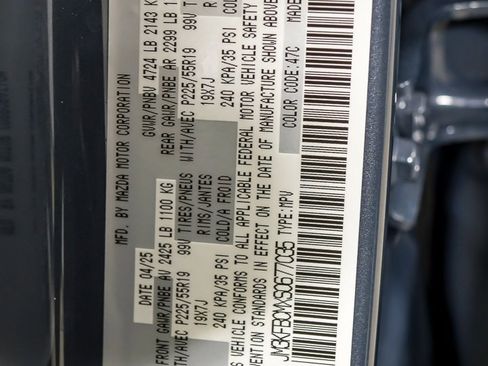 MFD. BY MAZDA MOTOR CORPORATION
DATE 04/25 GVWR/PNBV 4724 LB 2143 K
FRONT GAWR/PNBE AV 2425 LB 1100 KG REAR GAWR/PNBE AR 2299 LB 1
WITH/AVEC P225/55R19 99V TIRES/PNEUS WITH/AVEC P225/55R19 99V T
19X7J RIMS/JANTES 19X7J
240 KPA/35 PSI COLD/A FROID 240 KPA/35 PSI COL
VEHICLE CONFORMS TO ALL APPLICABLE FEDERAL MOTOR VEHICLE SAFETY
STANDARDS IN EFFECT ON THE DATE OF MANUFACTURE SHOWN ABOVE
TYPE: MPV COLOR CODE: 47C MADE